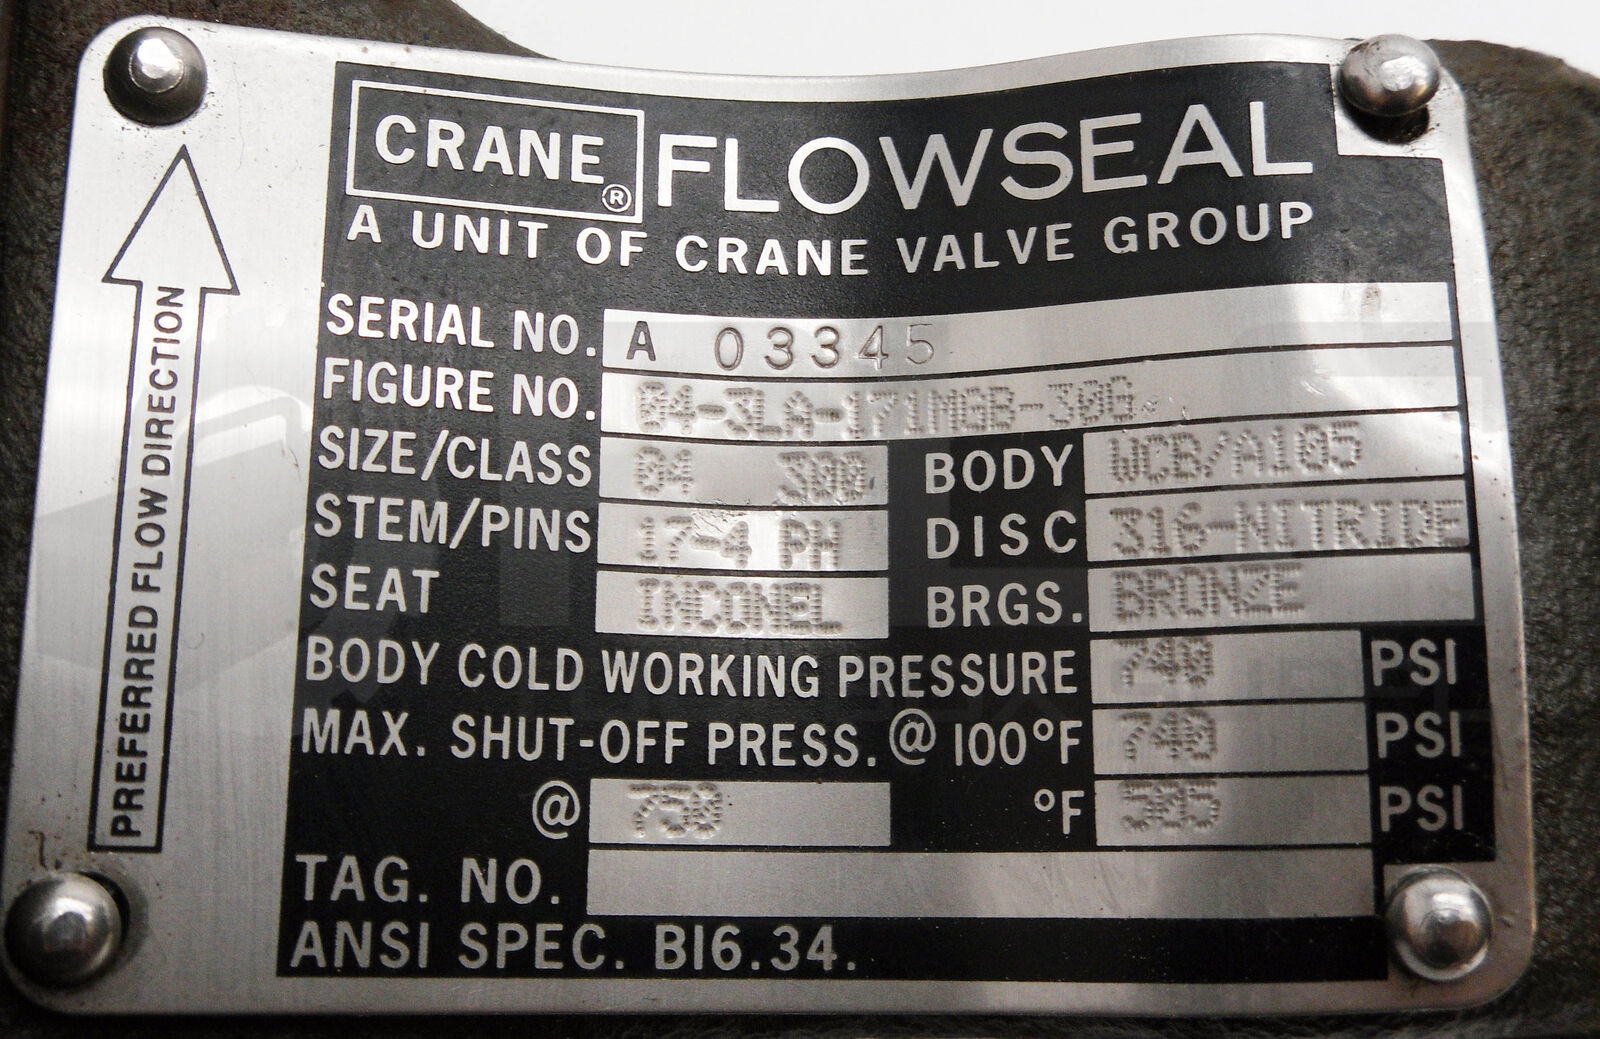 CRANE® FLOWSEAL
A UNIT OF CRANE VALVE GROUP
PREFERRED FLOW DIRECTION
SERIAL NO. A 03345
FIGURE NO. 04-3LA-171MGB-30G
SIZE/CLASS 04 300 BODY WCB/A105
STEM/PINS 17-4 PH DISC 316-NITRIDE
SEAT INCONEL BRGS. BRONZE
BODY COLD WORKING PRESSURE 740 PSI
MAX. SHUT-OFF PRESS. @ 100°F 740 PSI
@ 750 °F 505 PSI
TAG. NO.
ANSI SPEC. B16.34.